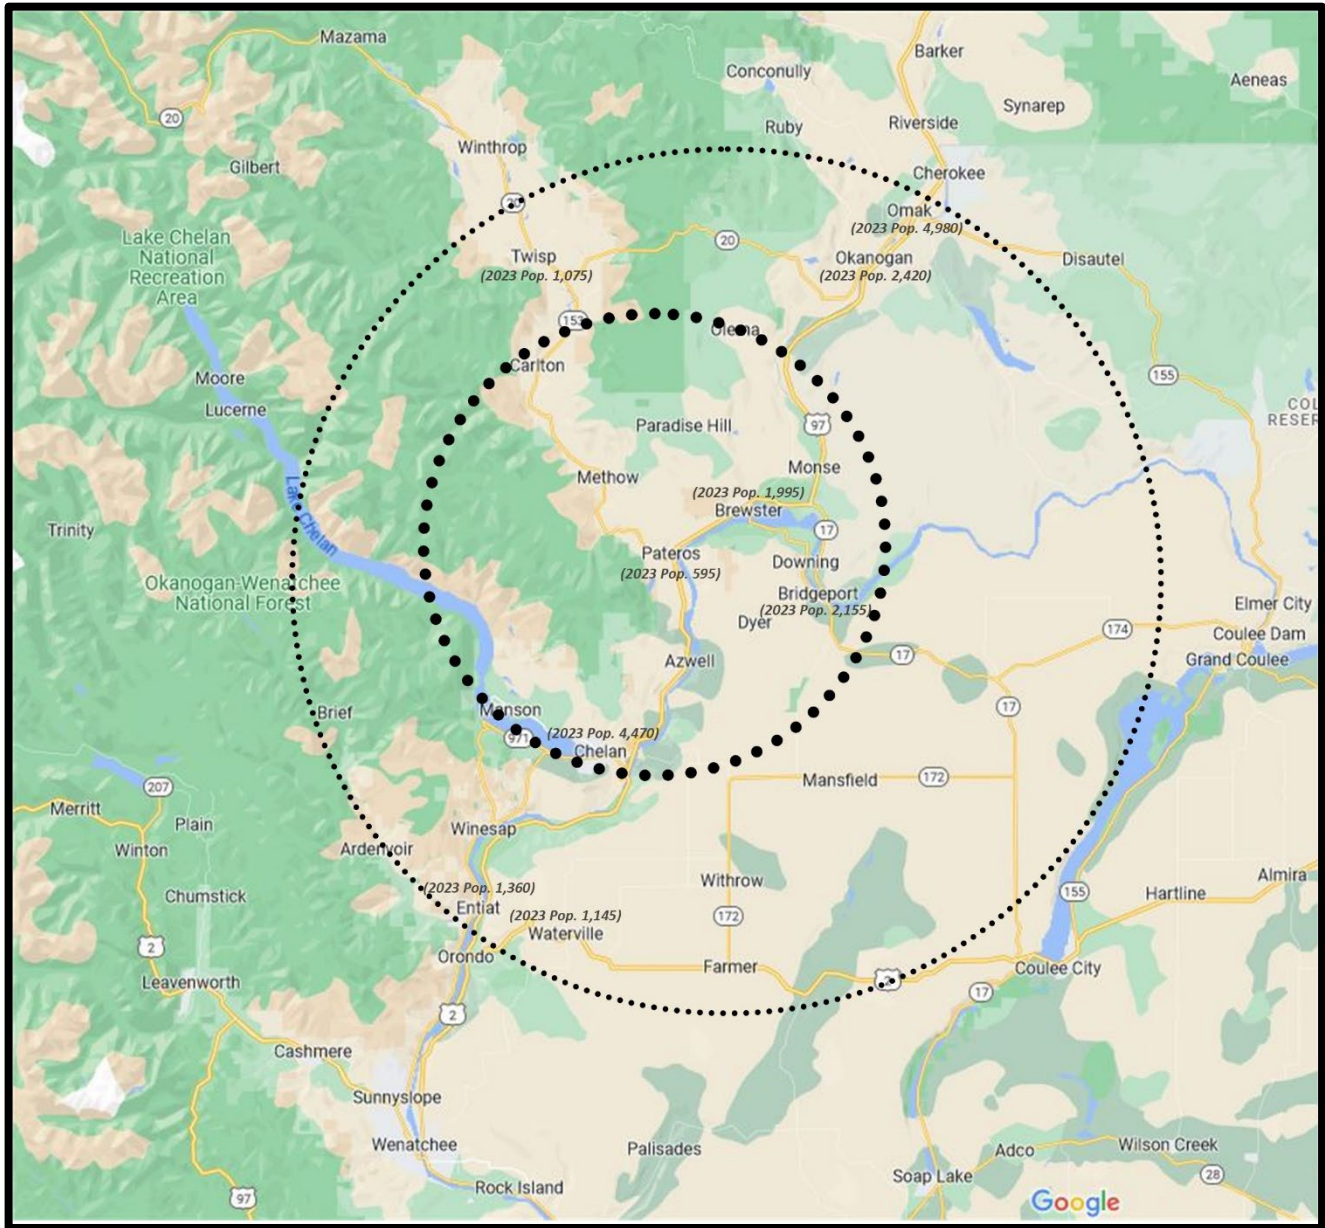 Mazama
Barker
Conconully
Aeneas
Synarep
20
Ruby
Riverside
Winthrop
Gilbert
Cherokee
20
Omak
(2023 Pop. 4,980)
Lake Chelan
National
Recreation
Area
20
Twisp
(2023 Pop. 1,075)
Okanogan
(2023 Pop. 2,420)
Disautel
153
Carlton
155
Moore
Lucerne
COL
RESER
Paradise Hill
97
Monse
Methow
(2023 Pop. 1,995)
Brewster
Lake Chelan
Trinity
17
Pateros
(2023 Pop. 595)
Downing
Okanogan-Wenatchee
National Forest
Bridgeport
(2023 Pop. 2,155)
Dyer
Elmer City
174
Coulee Dam
17
Azwell
Grand Coulee
Brief
Manson
17
(2023 Pop. 4,470)
971
Chelan
Mansfield
172
207
Merritt
Plain
Winesap
Winton
Ardenvoir
Withrow
Almira
(2023 Pop. 1,360)
155
Hartline
Chumstick
Entiat
(2023 Pop. 1,145)
172
Waterville
2
Orondo
Farmer
Coulee City
Leavenworth
2
17
2
Cashmere
Sunnyslope
Wenatchee
Palisades
Adco
Wilson Creek
Soap Lake
28
Rock Island
97
Google